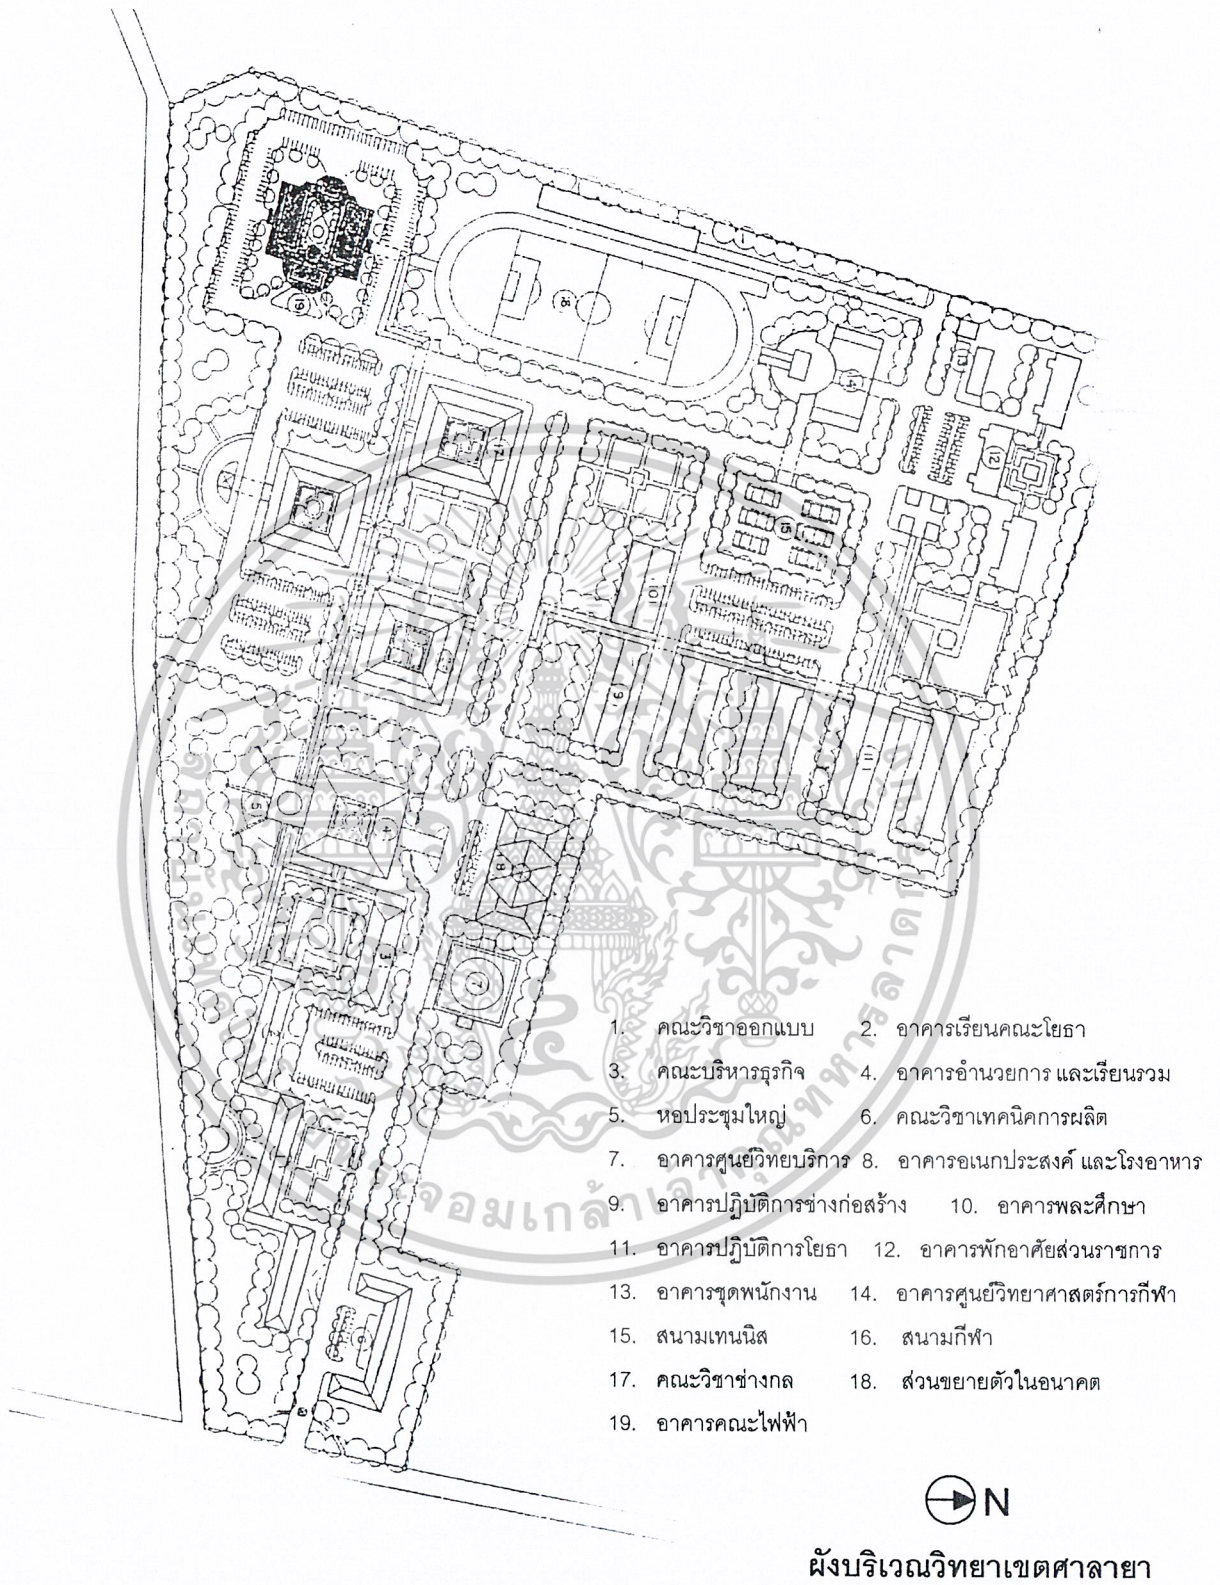 1. คณะวิชาออกแบบ 2. อาคารเรียนคณะโยธา
3. คณะบริหารธุรกิจ 4. อาคารอำนวยการ และเรียนรวม
5. หอประชุมใหญ่ 6. คณะวิชาเทคนิคการผลิต
7. อาคารศูนย์วิทยบริการ 8. อาคารอเนกประสงค์ และโรงอาหาร
9. อาคารปฏิบัติการช่างก่อสร้าง 10. อาคารพละศึกษา
11. อาคารปฏิบัติการโยธา 12. อาคารพักอาศัยส่วนราชการ
13. อาคารชุดพนักงาน 14. อาคารศูนย์วิทยาศาสตร์การกีฬา
15. สนามเทนนิส 16. สนามกีฬา
17. คณะวิชาช่างกล 18. ส่วนขยายตัวในอนาคต
19. อาคารคณะไฟฟ้า
N
ผังบริเวณวิทยาเขตศาลายา